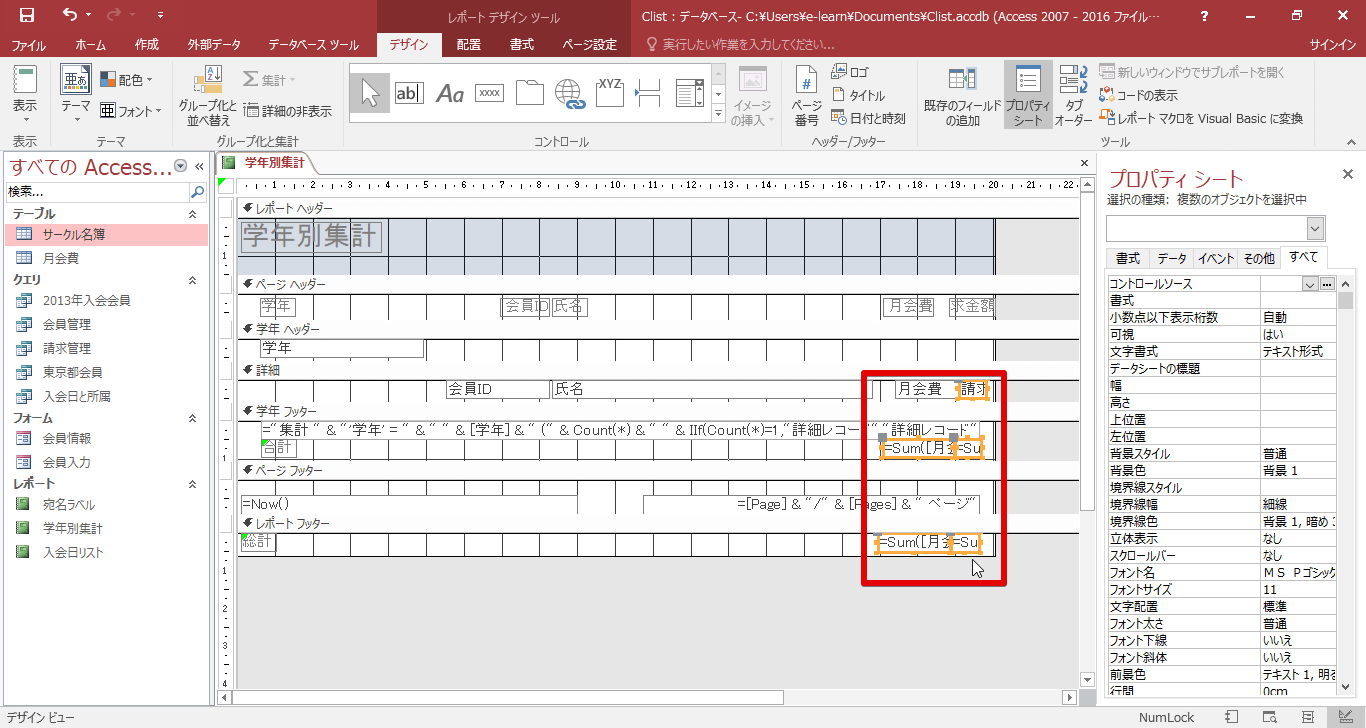 レポート デザイン ツール
Clist : データベース- C:¥Users¥e-learn¥Documents¥Clist.accdb (Access 2007 - 2016 ファイル…
?
ファイル
ホーム
作成
外部データ
データベース ツール
デザイン
配置
書式
ページ設定
実行したい作業を入力してください...
サインイン
表示
テーマ
配色
フォント
グループ化と
並べ替え
集計
詳細の非表示
ab|
Aa
xxxx
XYZ
イメージ
の挿入
ページ
番号
ロゴ
タイトル
日付と時刻
既存のフィールド
の追加
プロパティ
シート
タブ
オーダー
新しいウィンドウでサブレポートを開く
コードの表示
レポート マクロを Visual Basic に変換
表示
テーマ
グループ化と集計
コントロール
ヘッダー/フッター
ツール
すべての Access...
検索...
テーブル
サークル名簿
月会費
クエリ
2013年入会会員
会員管理
請求管理
東京都会員
入会日と所属
フォーム
会員情報
会員入力
レポート
宛名ラベル
学年別集計
入会日リスト
学年別集計
1 2 3 4 5 6 7 8 9 10 11 12 13 14 15 16 17 18 19 20 21 22
レポート ヘッダー
学年別集計
1
ページ ヘッダー
学年
会員ID
氏名
月会費
求金額
学年 ヘッダー
学年
詳細
会員ID
氏名
月会費
請求
学年 フッター
="集計 " & "'学年' = " & " " & [学年] & " (" & Count(*) & " " & IIf(Count(*)=1,"詳細レコード","詳細レコード"
合計
=Sum([月会
=Su
ページ フッター
=Now()
=[Page] & "/" & [Pages] & " ページ"
レポート フッター
総計
=Sum([月会
=Su
1
2
3
4
プロパティ シート
選択の種類: 複数のオブジェクトを選択中
書式
データ
イベント
その他
すべて
コントロールソース
書式
小数点以下表示桁数 自動
可視 はい
文字書式 テキスト形式
データシートの標題
幅
高さ
上位置
左位置
背景スタイル 普通
背景色 背景 1
境界線スタイル
境界線幅 細線
境界線色 背景 1, 暗め
立体表示 なし
スクロールバー なし
フォント名 ＭＳ Ｐゴシック
フォントサイズ 11
文字配置 標準
フォント太さ 普通
フォント下線 いいえ
フォント斜体 いいえ
前景色 テキスト 1, 明る
行間 0cm
デザイン ビュー
NumLock